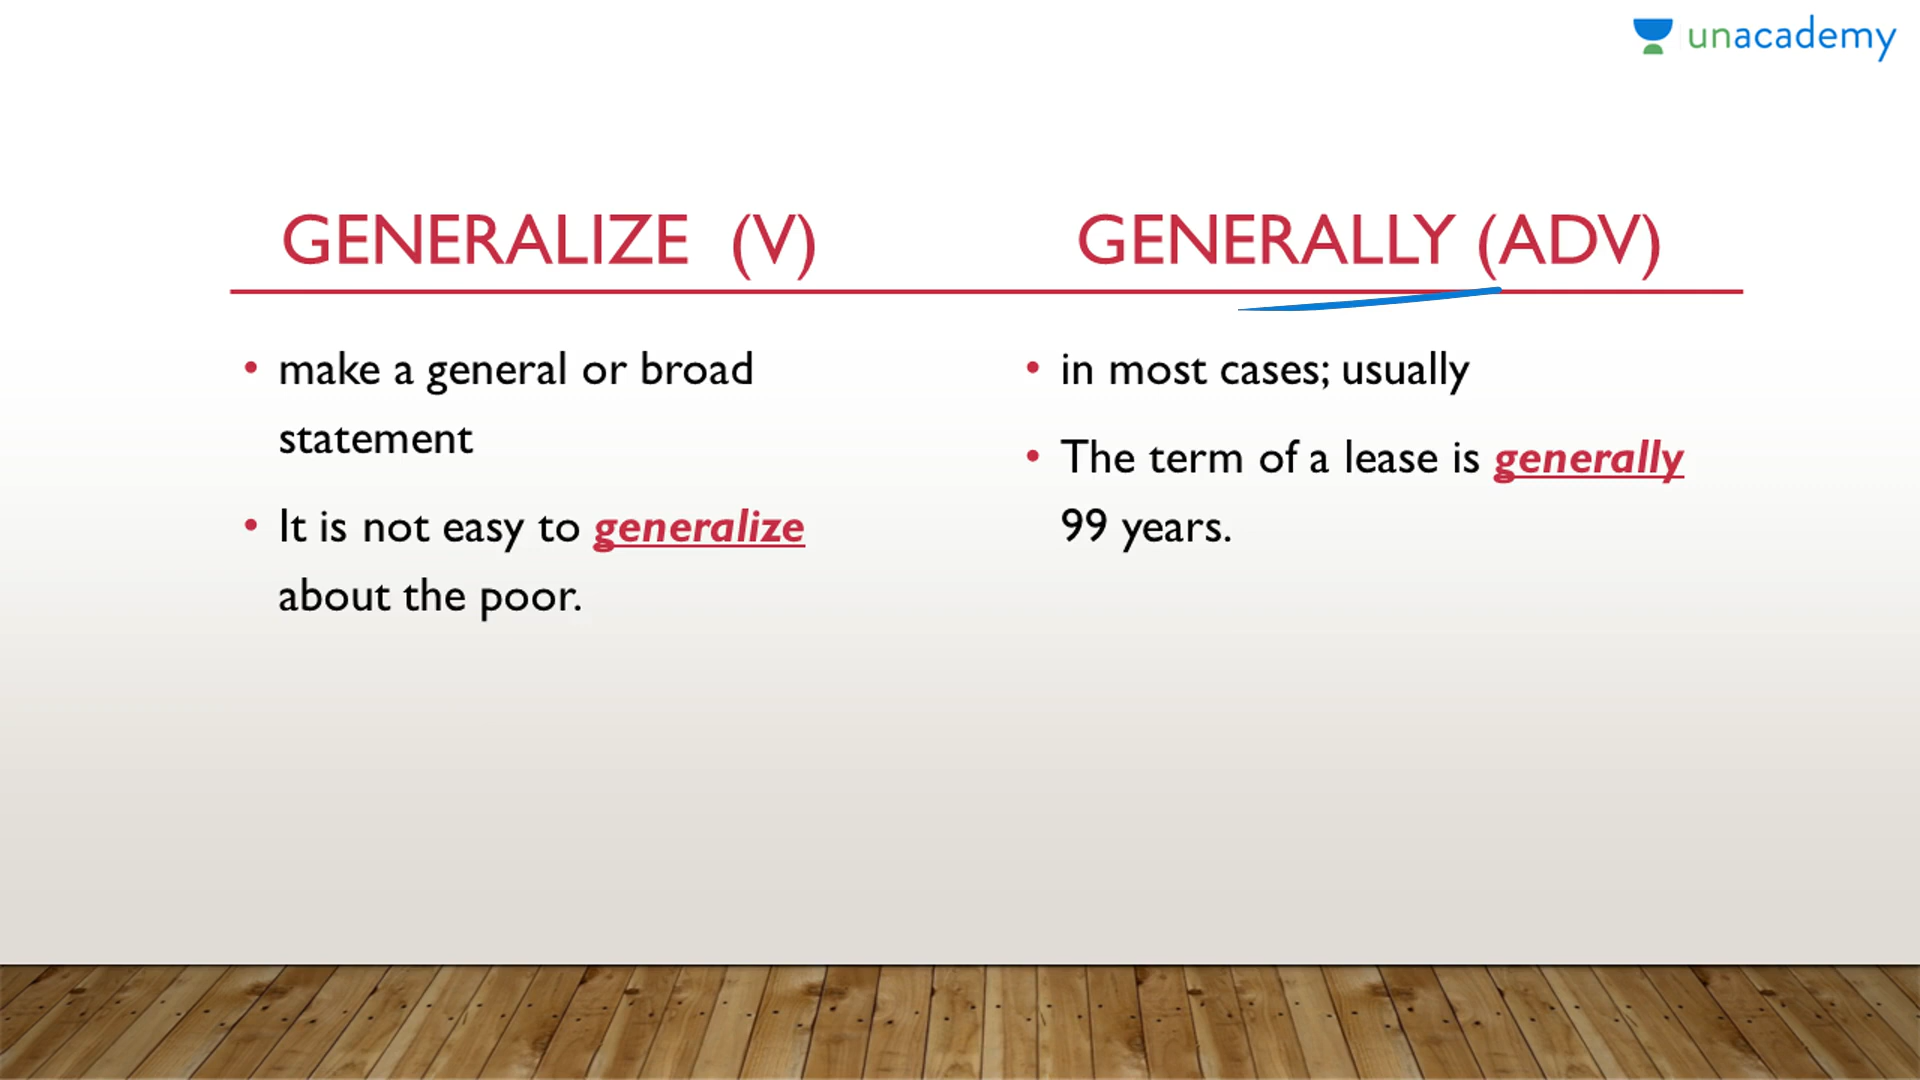 unacademy
GENERALIZE (V)
• make a general or broad
statement
• It is not easy to generalize
about the poor.
GENERALLY (ADV)
• in most cases; usually
• The term of a lease is generally
99 years.